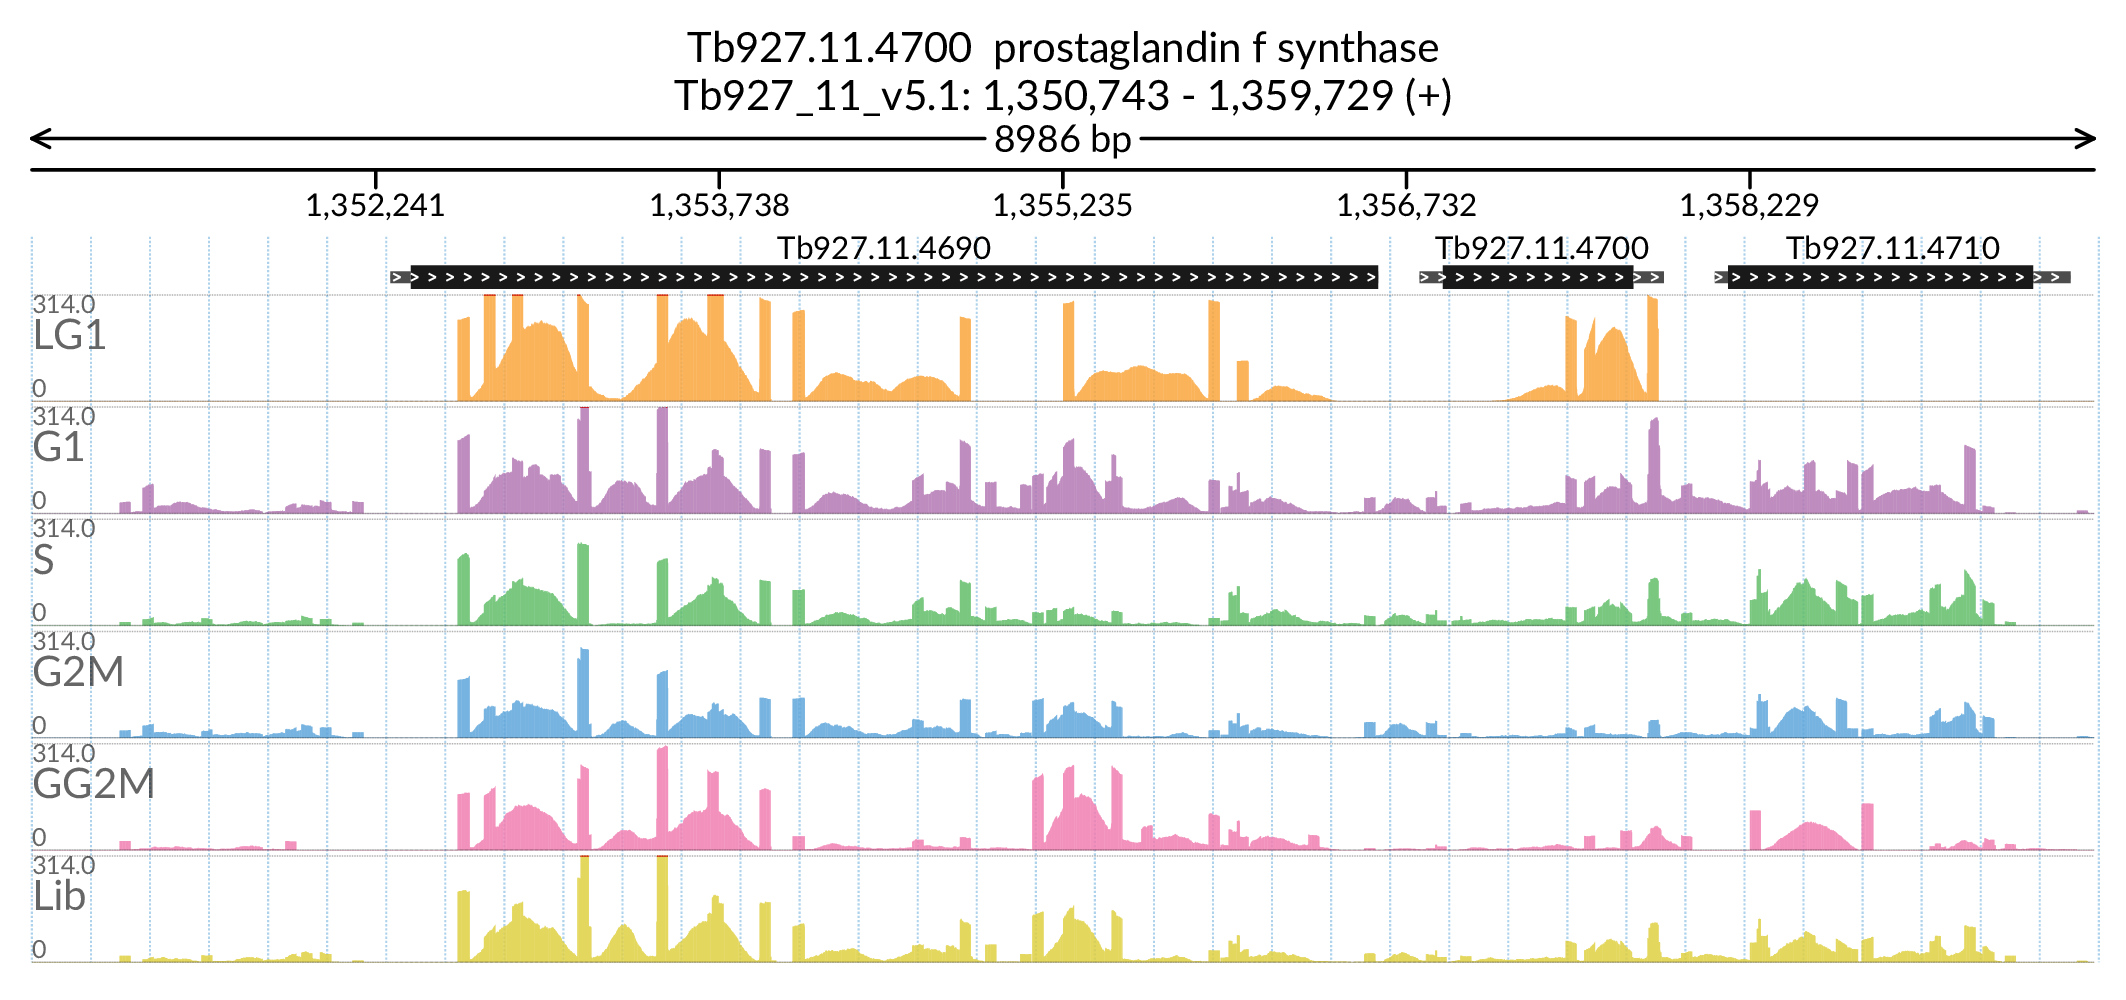 Tb927.11.4700 prostaglandin f synthase
Tb927_11_v5.1: 1,350,743 - 1,359,729 (+)
8986 bp
1,352,241 1,353,738 1,355,235 1,356,732 1,358,229
Tb927.11.4690 Tb927.11.4700 Tb927.11.4710
314.0
LG1
0
314.0
G1
0
314.0
S
0
314.0
G2M
0
314.0
GG2M
0
314.0
Lib
0